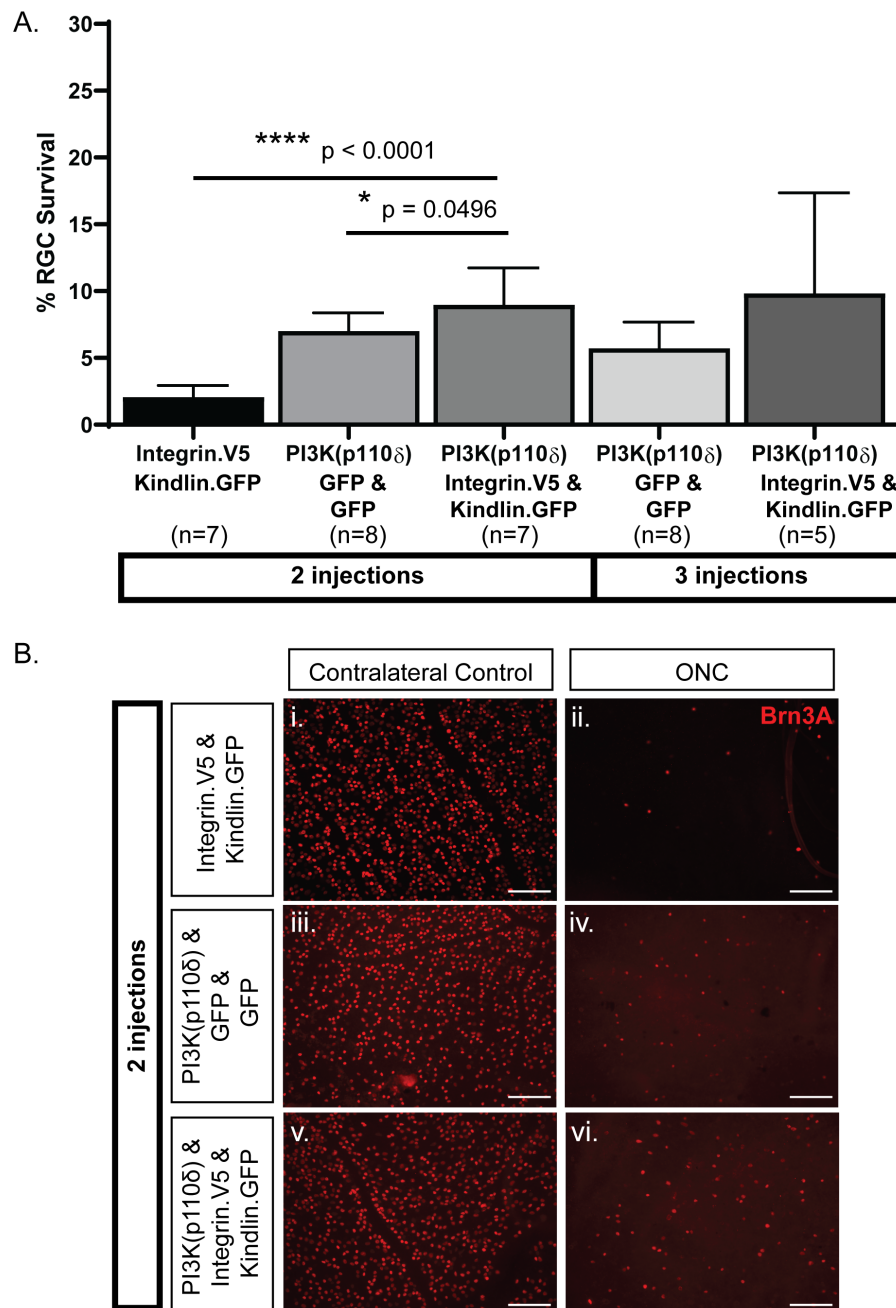 A.
30
25
20
15
10
5
0
% RGC Survival
**** p < 0.0001
* p = 0.0496
Integrin.V5
Kindlin.GFP
(n=7)
PI3K(p110δ)
GFP &
GFP
(n=8)
PI3K(p110δ)
Integrin.V5 &
Kindlin.GFP
(n=7)
PI3K(p110δ)
GFP &
GFP
(n=8)
PI3K(p110δ)
Integrin.V5 &
Kindlin.GFP
(n=5)
2 injections
3 injections
B.
Contralateral Control
ONC
2 injections
Integrin.V5 &
Kindlin.GFP
i.
ii.
Brn3A
PI3K(p110δ) &
GFP &
GFP
iii.
iv.
PI3K(p110δ) &
Integrin.V5 &
Kindlin.GFP
v.
vi.